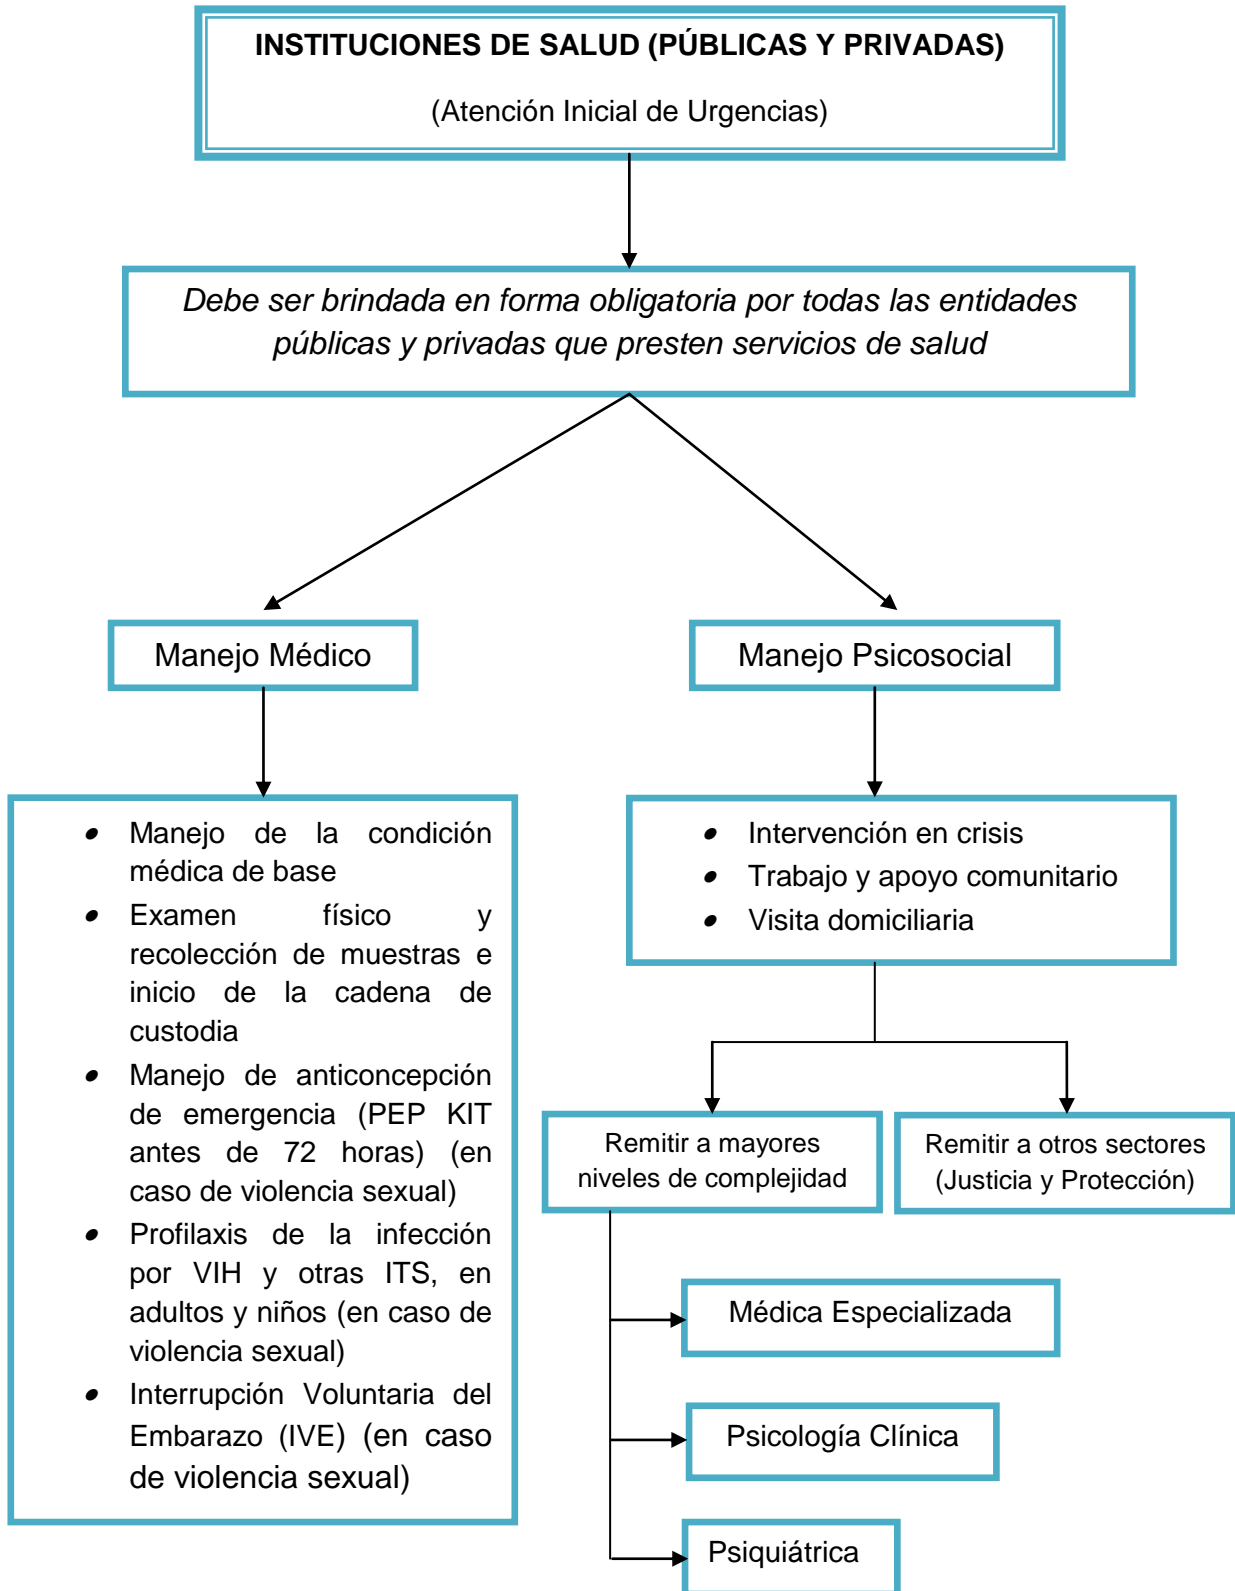 INSTITUCIONES DE SALUD (PÚBLICAS Y PRIVADAS)
(Atención Inicial de Urgencias)
Debe ser brindada en forma obligatoria por todas las entidades
públicas y privadas que presten servicios de salud
Manejo Médico
Manejo Psicosocial
• Manejo de la condición
médica de base
• Examen físico y
recolección de muestras e
inicio de la cadena de
custodia
• Manejo de anticoncepción
de emergencia (PEP KIT
antes de 72 horas) (en
caso de violencia sexual)
• Profilaxis de la infección
por VIH y otras ITS, en
adultos y niños (en caso de
violencia sexual)
• Interrupción Voluntaria del
Embarazo (IVE) (en caso
de violencia sexual)
• Intervención en crisis
• Trabajo y apoyo comunitario
• Visita domiciliaria
Remitir a mayores
niveles de complejidad
Remitir a otros sectores
(Justicia y Protección)
Médica Especializada
Psicología Clínica
Psiquiátrica